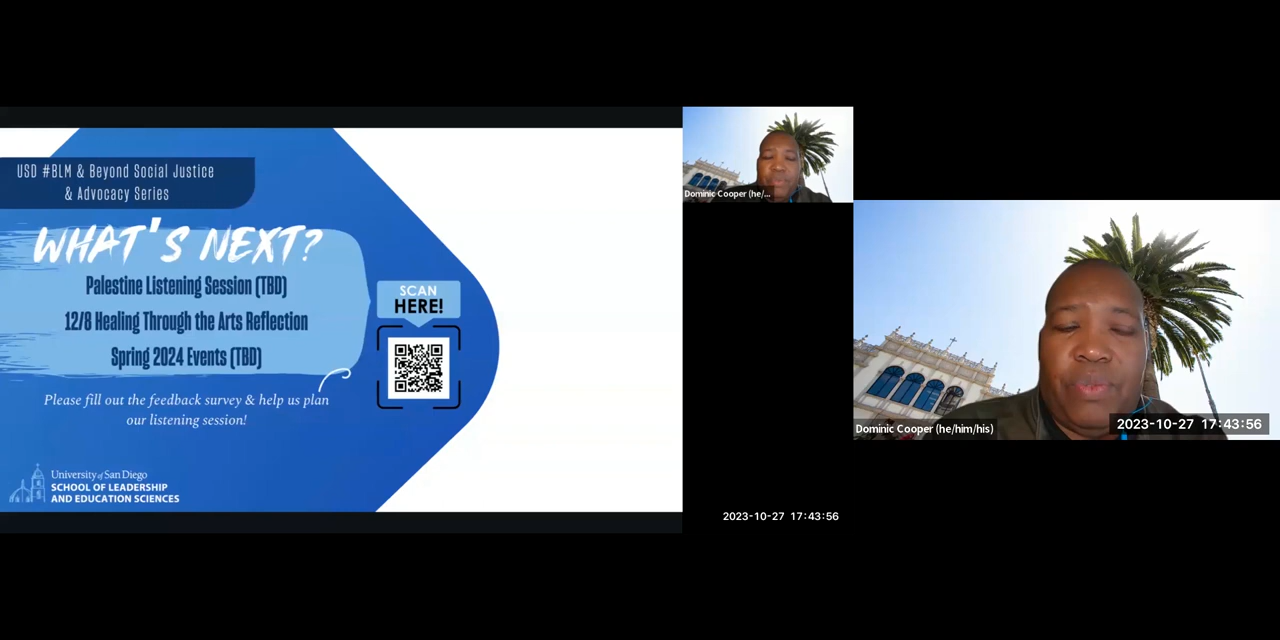 USD #BLM & Beyond Social Justice
& Advocacy Series
WHAT'S NEXT?
Palestine Listening Session (TBD)
12/8 Healing Through the Arts Reflection
Spring 2024 Events (TBD)
SCAN
HERE!
Please fill out the feedback survey & help us plan
our listening session!
University of San Diego
SCHOOL OF LEADERSHIP
AND EDUCATION SCIENCES
Dominic Cooper (he/...
2023-10-27 17:43:56
Dominic Cooper (he/him/his)
2023-10-27 17:43:56